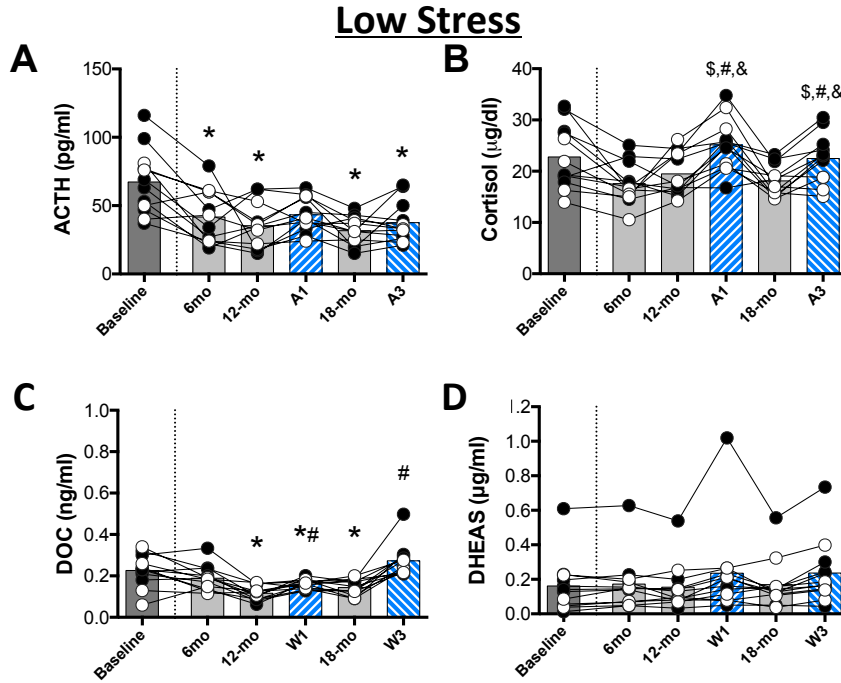 Low Stress
A
ACTH (pg/ml)
150
100
50
0
*
*
*
*
Baseline
6mo
12-mo
A1
18-mo
A3
B
Cortisol (µg/dl)
40
30
20
10
0
$,#,&
$,#,&
Baseline
6mo
12-mo
A1
18-mo
A3
C
DOC (ng/ml)
1.0
0.8
0.6
0.4
0.2
0.0
*
*#
*
#
Baseline
6mo
12-mo
W1
18-mo
W3
D
DHEAS (µg/ml)
1.2
1.0
0.8
0.6
0.4
0.2
0.0
Baseline
6mo
12-mo
W1
18-mo
W3